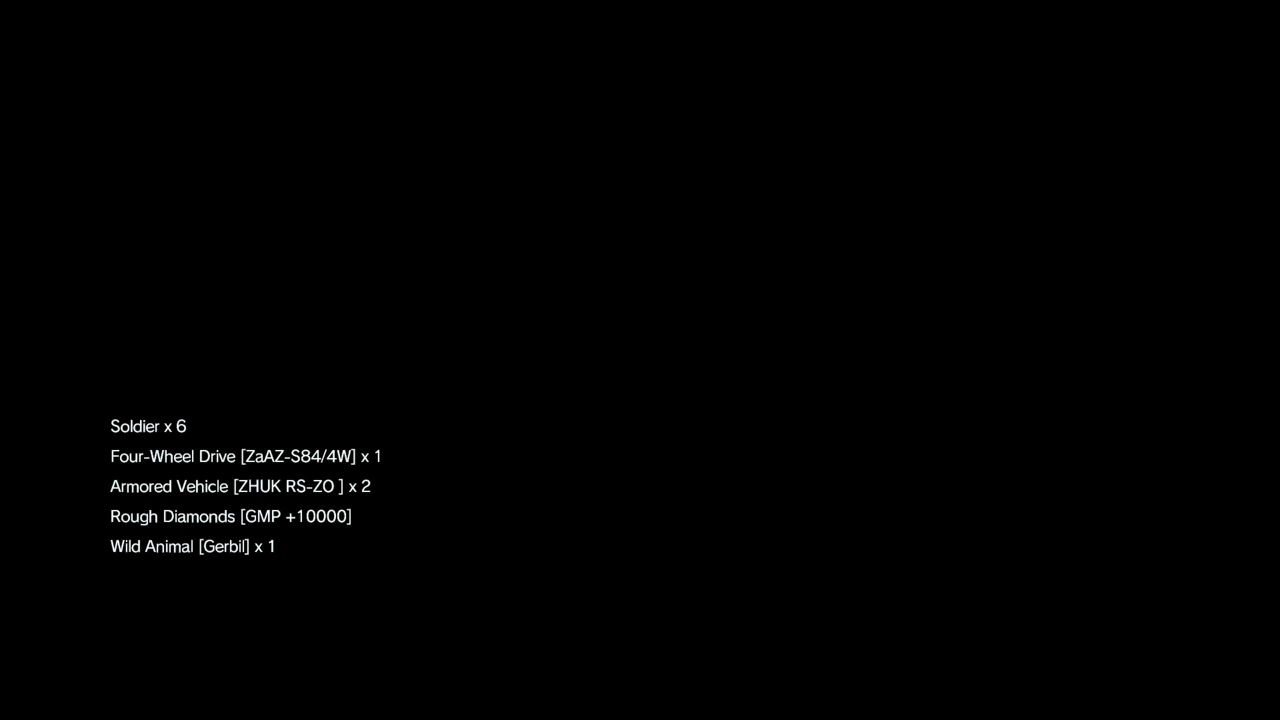 Soldier x 6
Four-Wheel Drive [ZaAZ-S84/4W] x 1
Armored Vehicle [ZHUK RS-ZO ] x 2
Rough Diamonds [GMP +10000]
Wild Animal [Gerbil] x 1